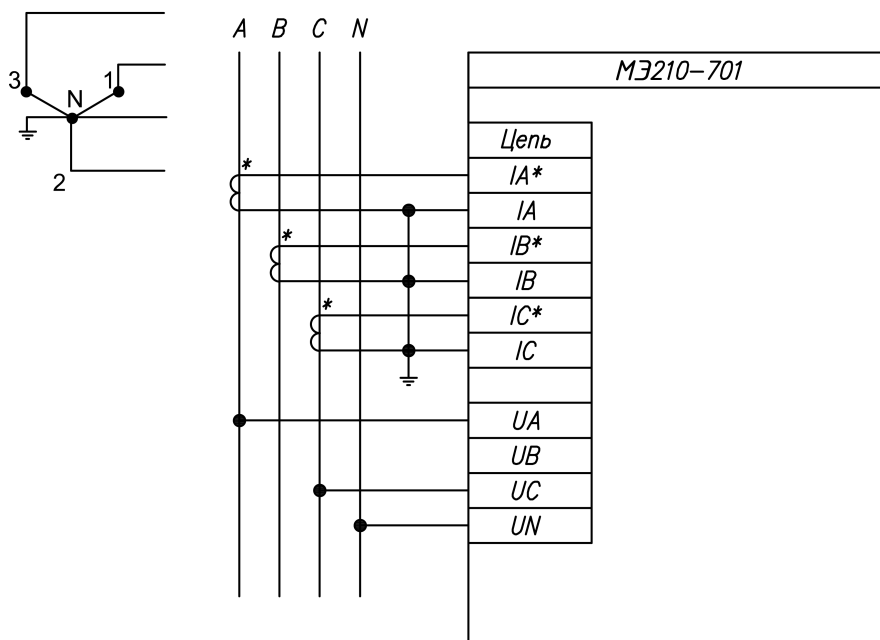 A B C N
МЭ210-701
3
1
N
2
Цепь
*
IA*
IA
*
IB*
IB
*
IC*
IC
UA
UB
UC
UN